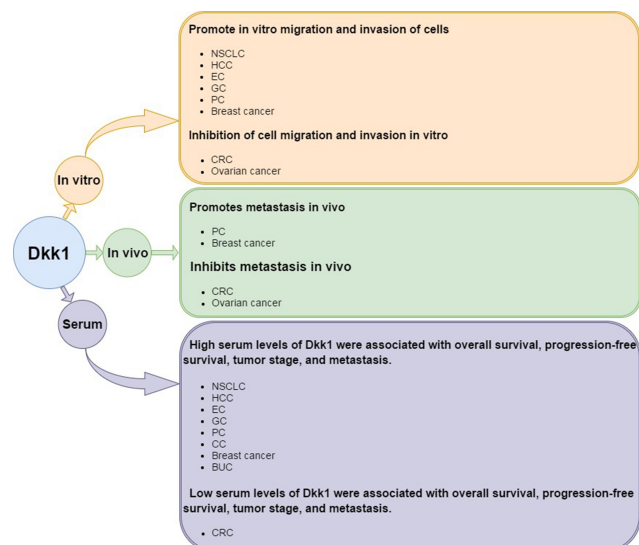 Promote in vitro migration and invasion of cells
NSCLC
HCC
EC
GC
PC
Breast cancer
Inhibition of cell migration and invasion in vitro
CRC
Ovarian cancer
In vitro
Promotes metastasis in vivo
PC
Breast cancer
Inhibits metastasis in vivo
CRC
Ovarian cancer
Dkk1
In vivo
Serum
High serum levels of Dkk1 were associated with overall survival, progression-free
survival, tumor stage, and metastasis.
NSCLC
HCC
EC
GC
PC
CC
Breast cancer
BUC
Low serum levels of Dkk1 were associated with overall survival, progression-free
survival, tumor stage, and metastasis.
CRC